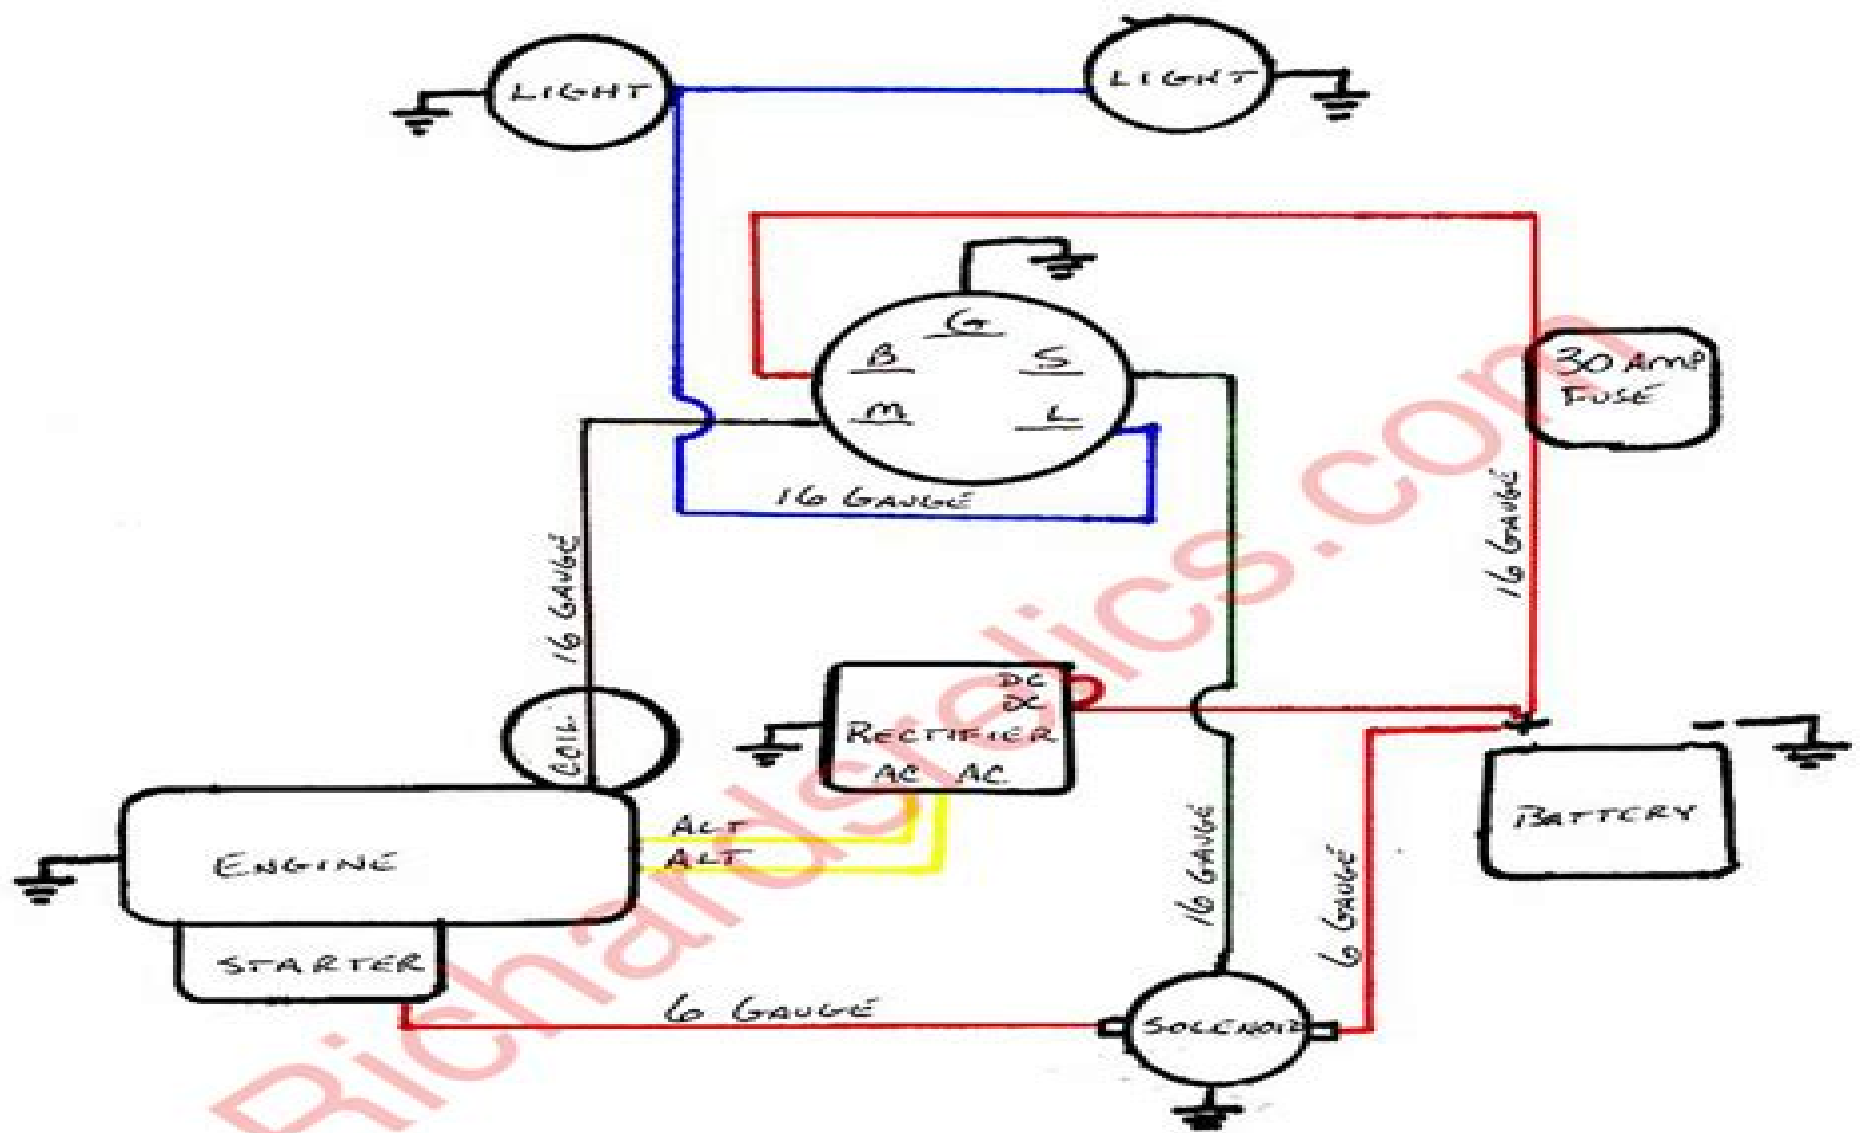 LIGHT
LIGHT
G
B
S
M
L
30 AMP
FUSE
16 GAUGE
16 GAUGE
16 GAUGE
DC
DC
RECTIFIER
AC AC
COIL
ALT
ALT
ENGINE
STARTER
BATTERY
16 GAUGE
6 GAUGE
6 GAUGE
SOLENOID
Richardsrelics.com